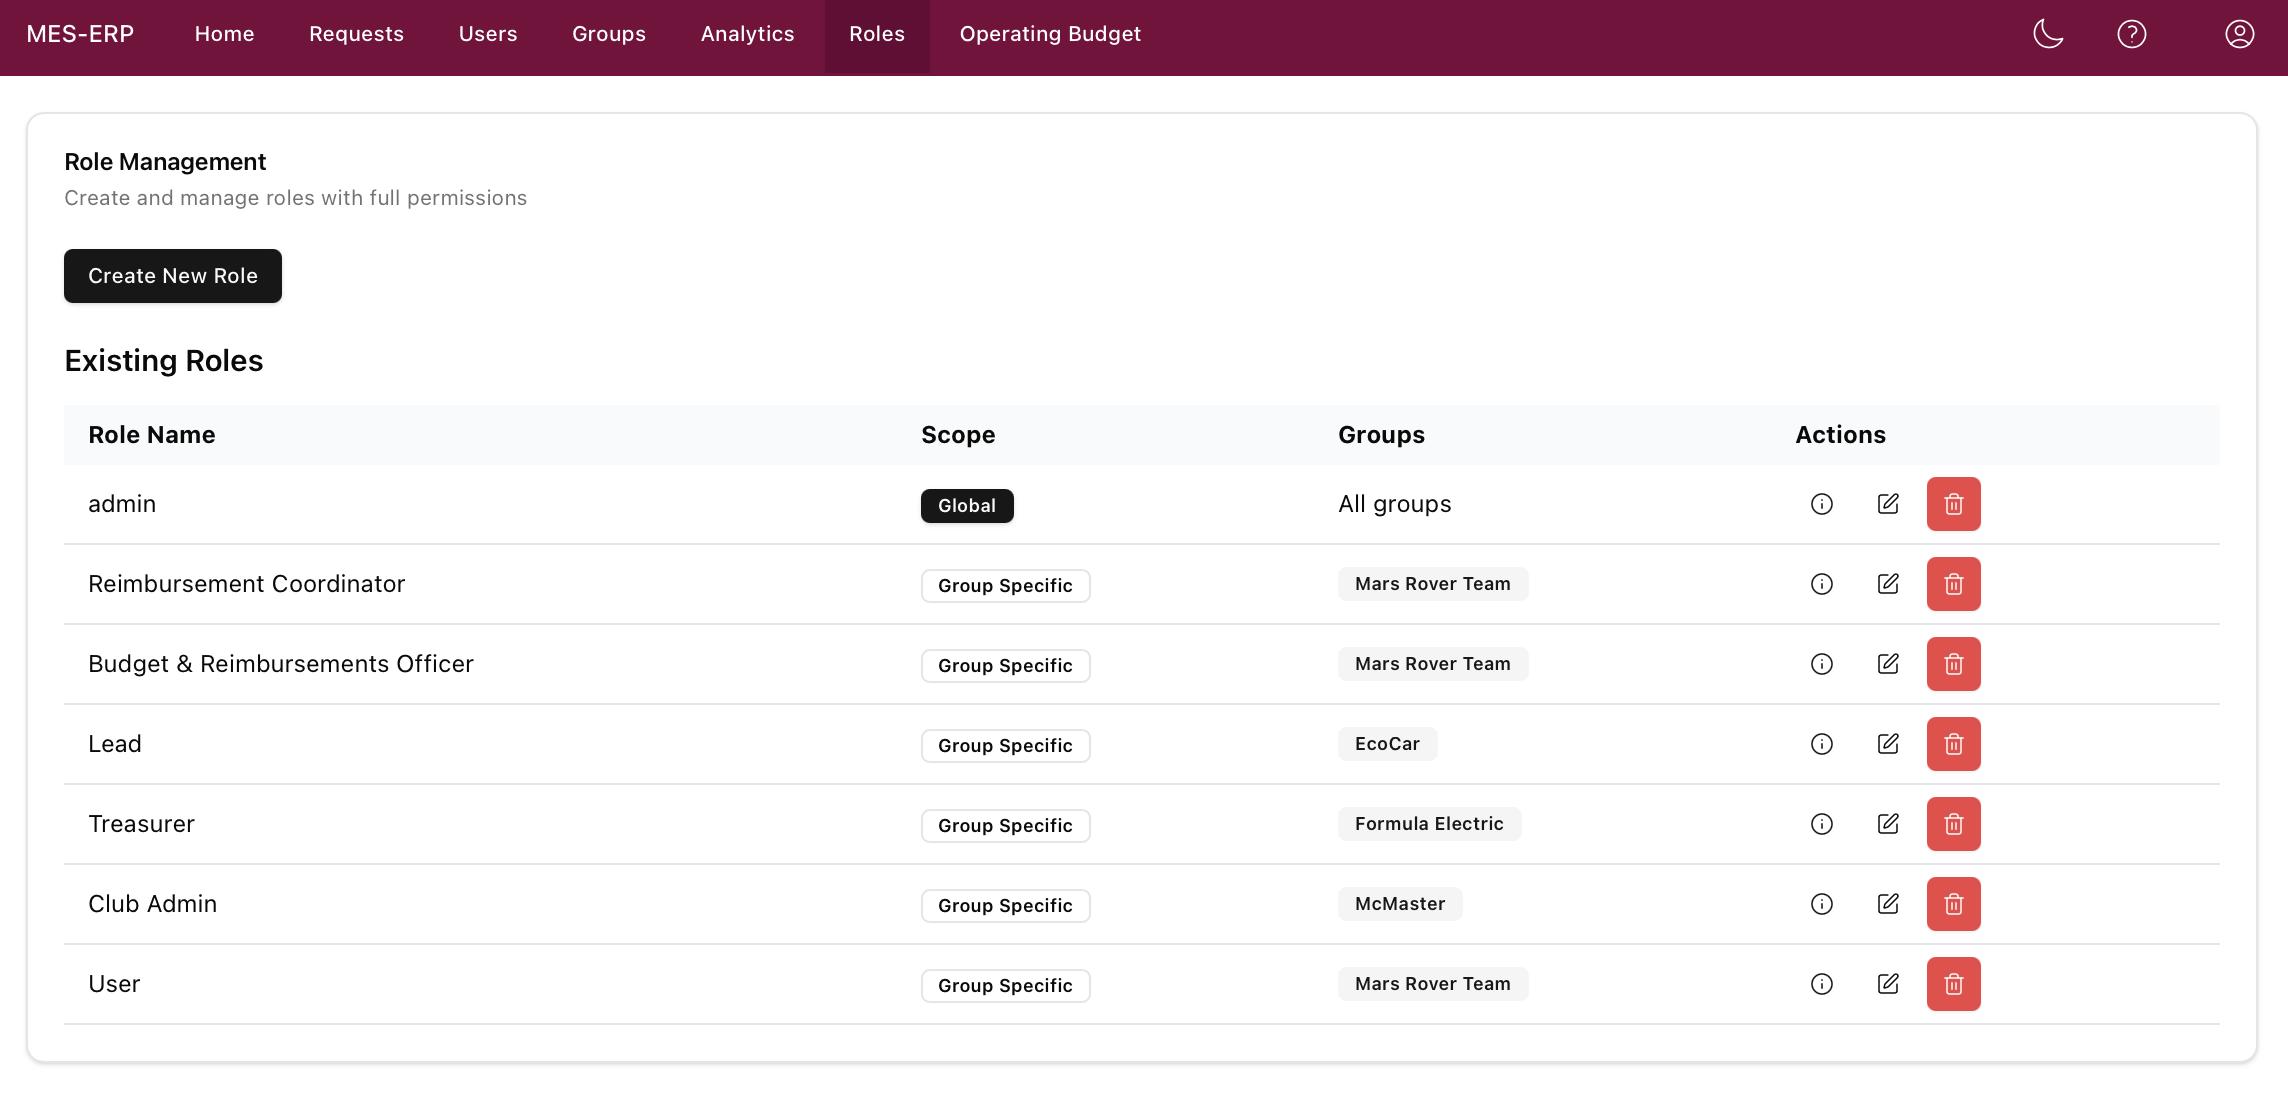 MES-ERP Home Requests Users Groups Analytics Roles Operating Budget
Role Management
Create and manage roles with full permissions
Create New Role
Existing Roles
Role Name Scope Groups Actions
admin Global All groups
Reimbursement Coordinator Group Specific Mars Rover Team
Budget & Reimbursements Officer Group Specific Mars Rover Team
Lead Group Specific EcoCar
Treasurer Group Specific Formula Electric
Club Admin Group Specific McMaster
User Group Specific Mars Rover Team